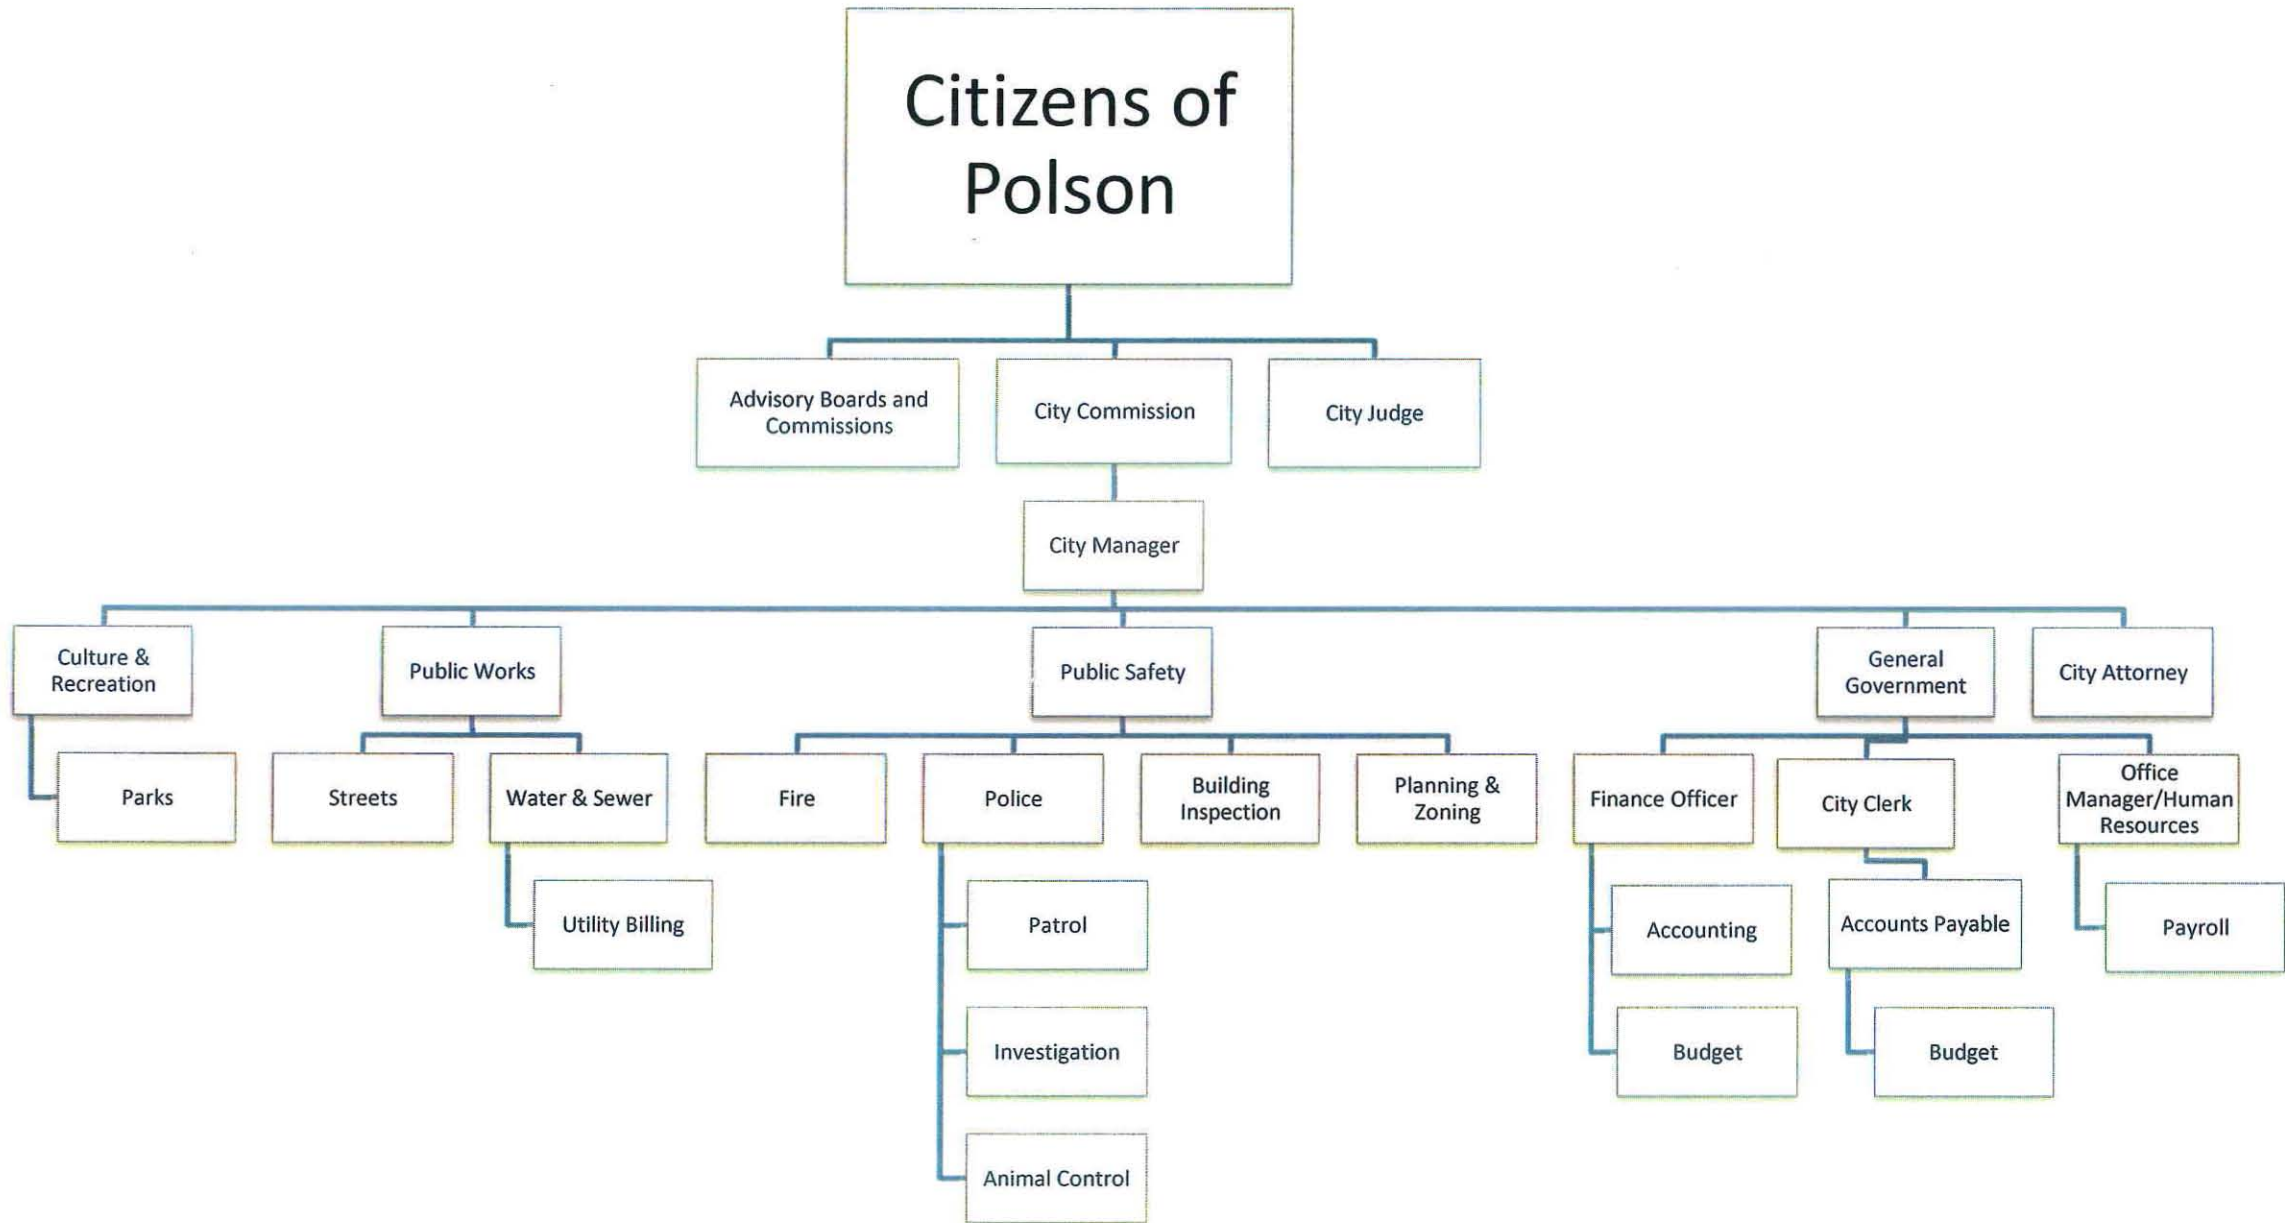 Citizens of
Polson
Advisory Boards and
Commissions
City Commission
City Judge
City Manager
Culture &
Recreation
Public Works
Public Safety
General
Government
City Attorney
Parks
Streets
Water & Sewer
Fire
Police
Building
Inspection
Planning &
Zoning
Finance Officer
City Clerk
Office
Manager/Human
Resources
Utility Billing
Patrol
Accounting
Accounts Payable
Payroll
Investigation
Budget
Budget
Animal Control